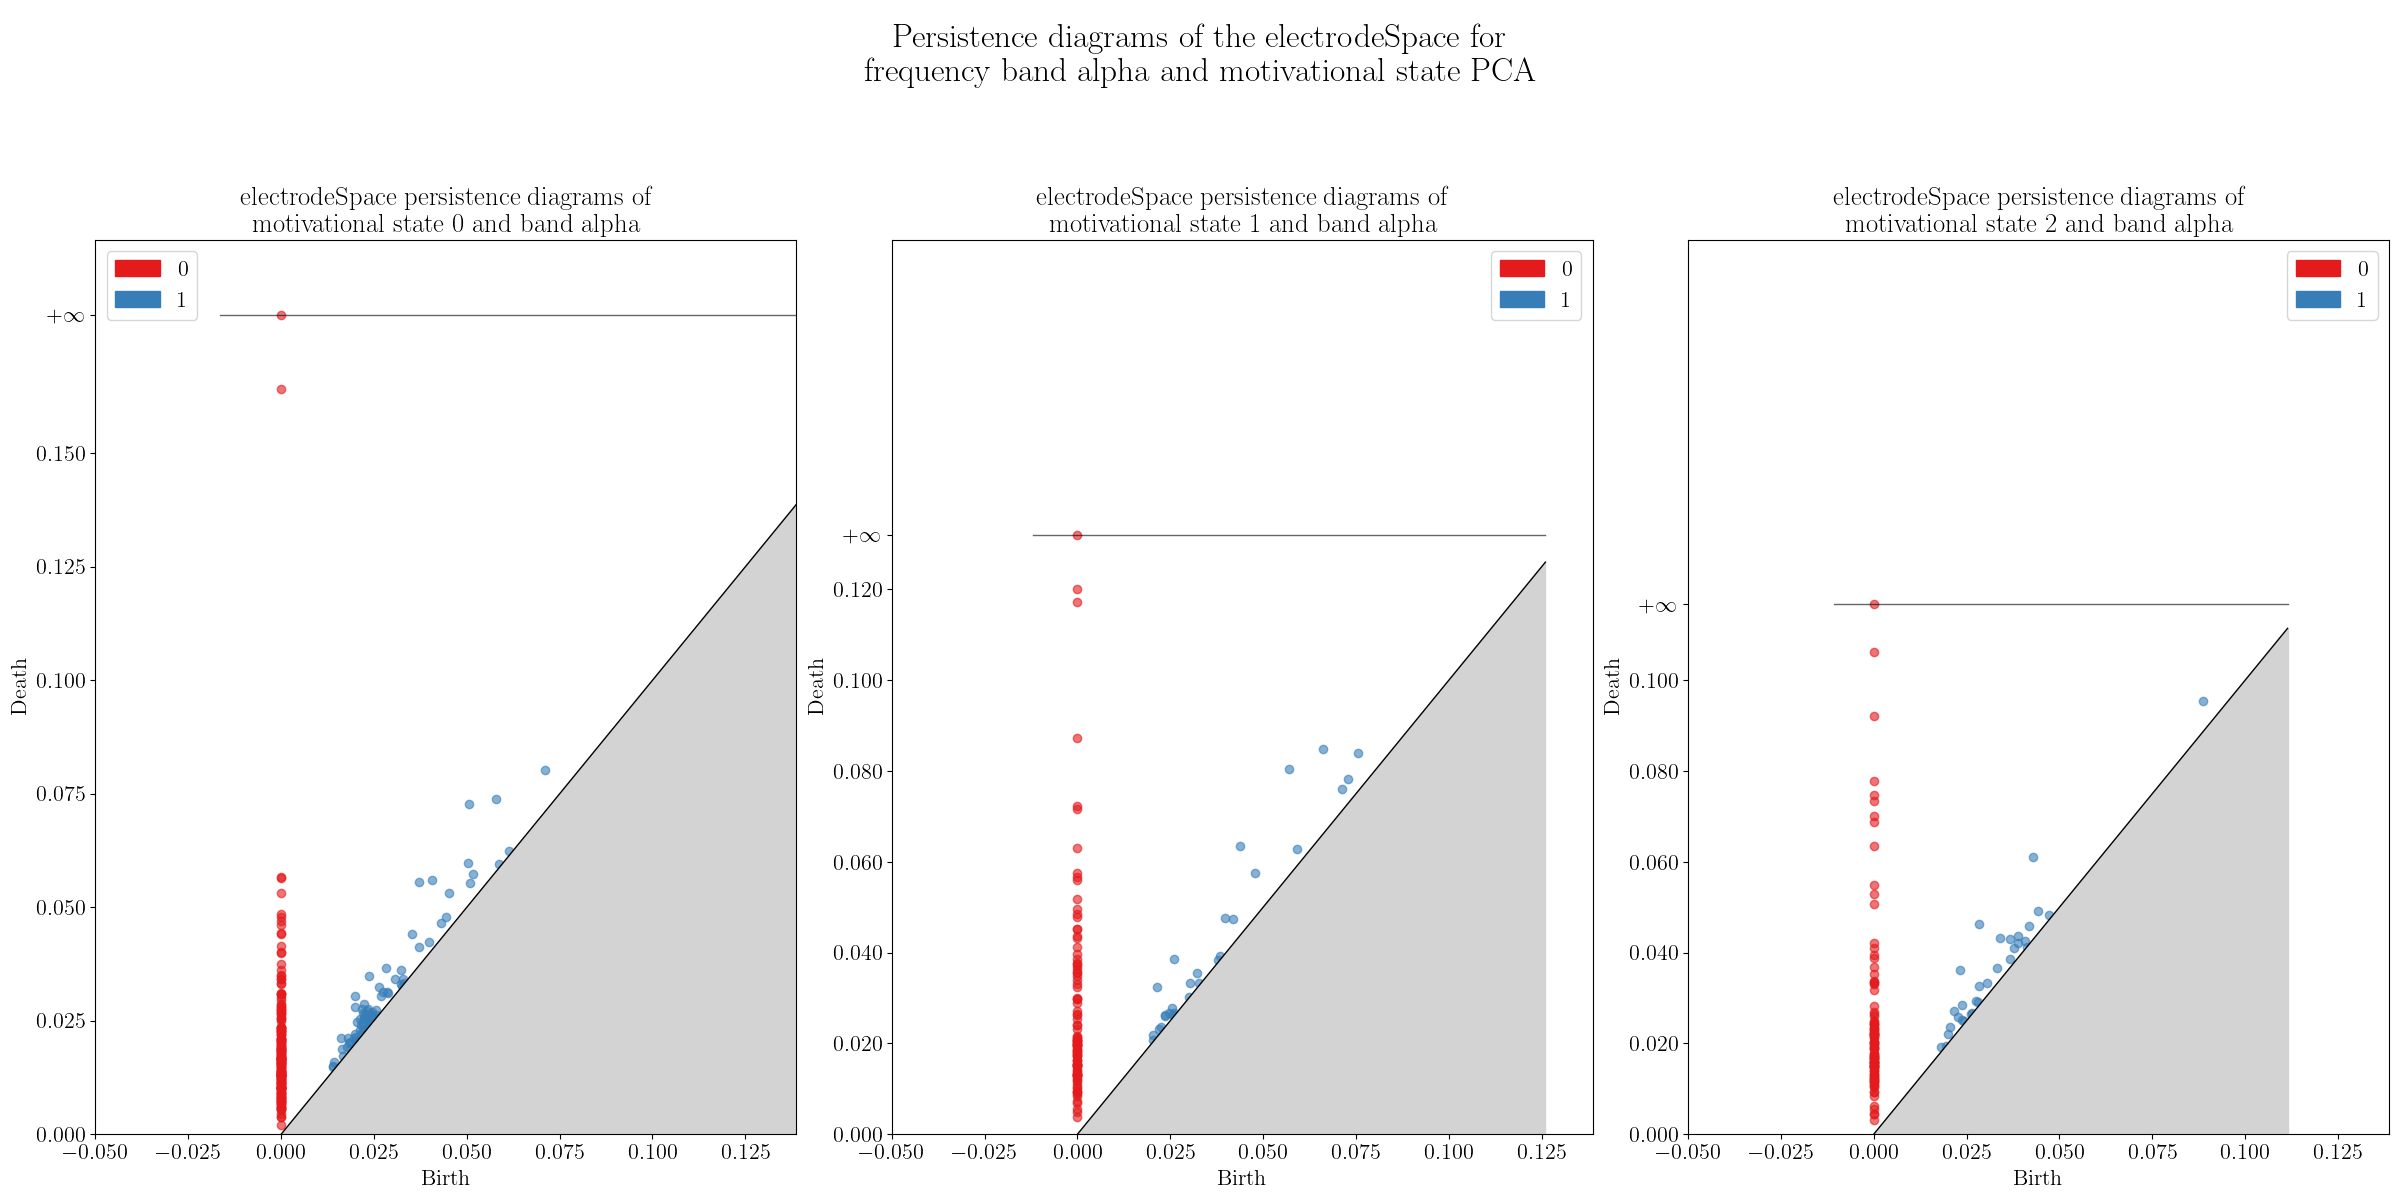 Persistence diagrams of the electrodeSpace for
frequency band alpha and motivational state PCA
electrodeSpace persistence diagrams of
motivational state 0 and band alpha
0
1
+∞
0.150
0.125
0.100
0.075
0.050
0.025
0.000
Death
−0.050 −0.025 0.000 0.025 0.050 0.075 0.100 0.125
Birth
electrodeSpace persistence diagrams of
motivational state 1 and band alpha
0
1
+∞
0.120
0.100
0.080
0.060
0.040
0.020
0.000
Death
−0.050 −0.025 0.000 0.025 0.050 0.075 0.100 0.125
Birth
electrodeSpace persistence diagrams of
motivational state 2 and band alpha
0
1
+∞
0.100
0.080
0.060
0.040
0.020
0.000
Death
−0.050 −0.025 0.000 0.025 0.050 0.075 0.100 0.125
Birth